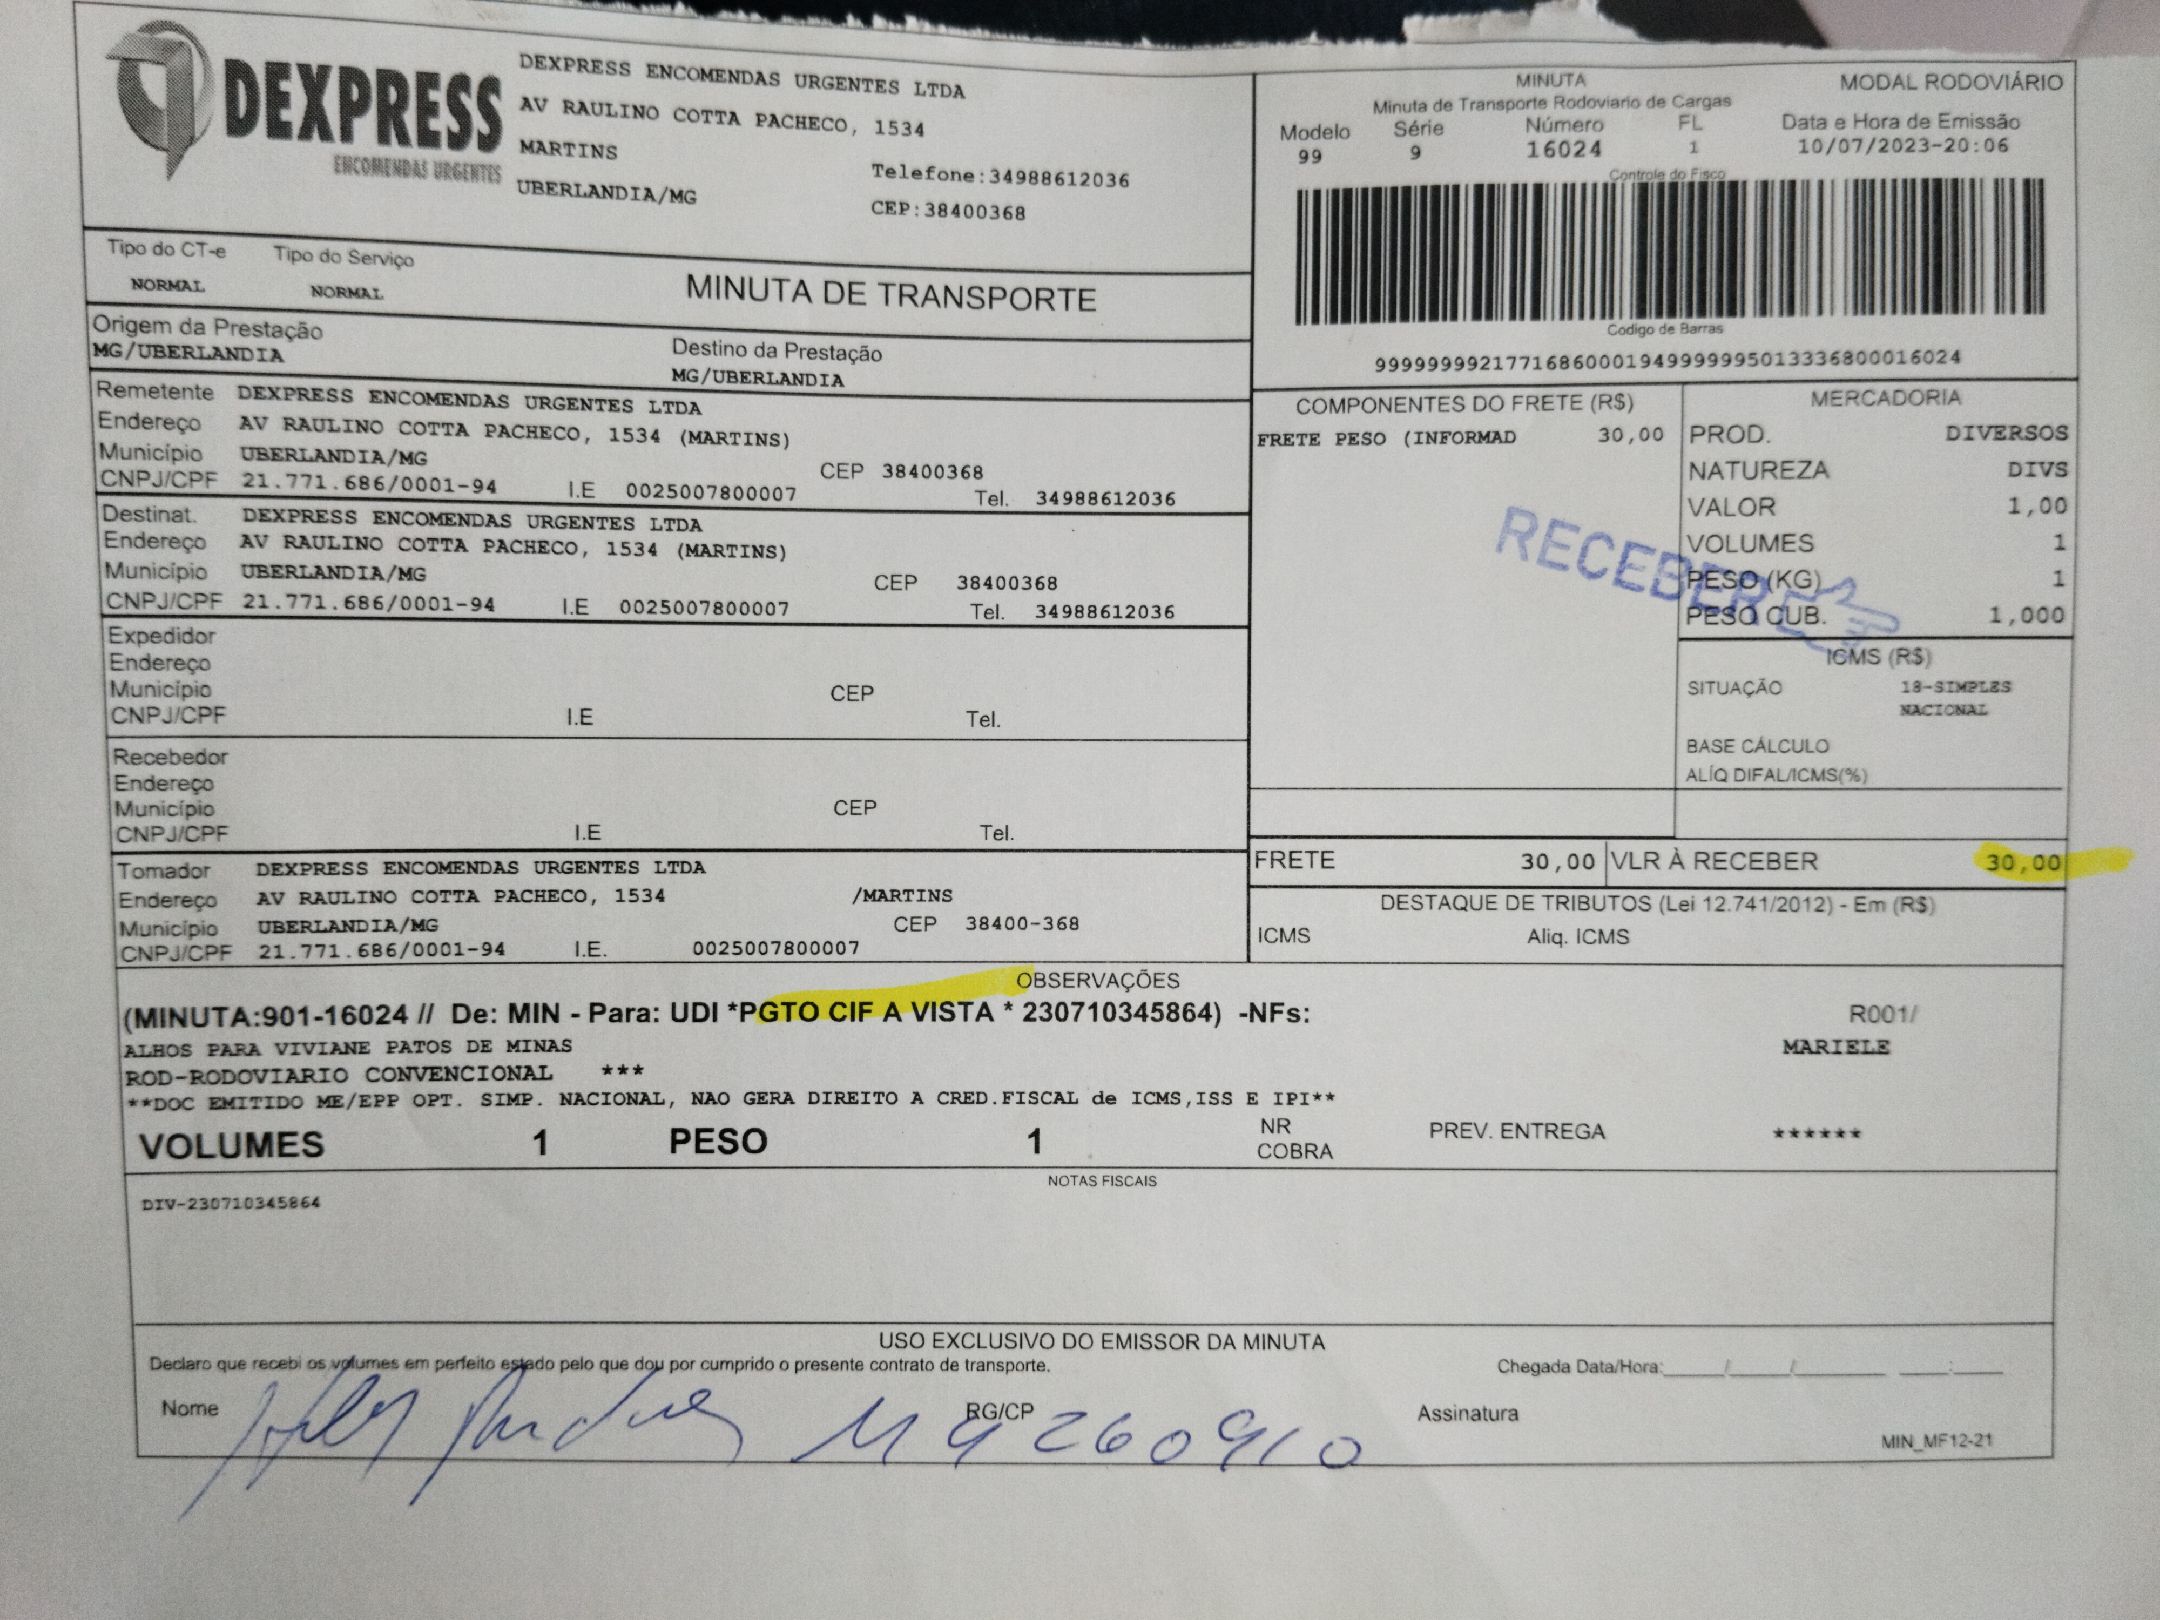 DEXPRESS
ENCOMENDAS URGENTES
DEXPRESS ENCOMENDAS URGENTES LTDA
AV RAULINO COTTA PACHECO, 1534
MARTINS
Telefone:34988612036
UBERLANDIA/MG
CEP:38400368
MINUTA
MODAL RODOVIÁRIO
Minuta de Transporte Rodoviario de Cargas
Modelo Série Número FL Data e Hora de Emissão
99 9 16024 1 10/07/2023-20:06
Controle do Fisco
Codigo de Barras
999999992177168600019499999995013336800016024
Tipo do CT-e Tipo do Serviço
NORMAL NORMAL
MINUTA DE TRANSPORTE
Origem da Prestação
MG/UBERLANDIA
Destino da Prestação
MG/UBERLANDIA
Remetente DEXPRESS ENCOMENDAS URGENTES LTDA
Endereço AV RAULINO COTTA PACHECO, 1534 (MARTINS)
Município UBERLANDIA/MG CEP 38400368
CNPJ/CPF 21.771.686/0001-94 I.E 0025007800007 Tel. 34988612036
Destinat. DEXPRESS ENCOMENDAS URGENTES LTDA
Endereço AV RAULINO COTTA PACHECO, 1534 (MARTINS)
Município UBERLANDIA/MG CEP 38400368
CNPJ/CPF 21.771.686/0001-94 I.E 0025007800007 Tel. 34988612036
Expedidor
Endereço
Município CEP
CNPJ/CPF I.E Tel.
Recebedor
Endereço
Município CEP
CNPJ/CPF I.E Tel.
Tomador DEXPRESS ENCOMENDAS URGENTES LTDA
Endereço AV RAULINO COTTA PACHECO, 1534 /MARTINS
Município UBERLANDIA/MG CEP 38400-368
CNPJ/CPF 21.771.686/0001-94 I.E. 0025007800007
COMPONENTES DO FRETE (R$)
FRETE PESO (INFORMAD 30,00
RECEBER
MERCADORIA
PROD. DIVERSOS
NATUREZA DIVS
VALOR 1,00
VOLUMES 1
PESO (KG) 1
PESO CUB. 1,000
ICMS (R$)
SITUAÇÃO 18-SIMPLES
NACIONAL
BASE CÁLCULO
ALÍQ DIFAL/ICMS(%)
FRETE 30,00 VLR À RECEBER 30,00
DESTAQUE DE TRIBUTOS (Lei 12.741/2012) - Em (R$)
ICMS Aliq. ICMS
OBSERVAÇÕES
(MINUTA:901-16024 // De: MIN - Para: UDI *PGTO CIF A VISTA * 230710345864) -NFs:
R001/
ALHOS PARA VIVIANE PATOS DE MINAS
MARIELE
ROD-RODOVIARIO CONVENCIONAL ***
**DOC EMITIDO ME/EPP OPT. SIMP. NACIONAL, NAO GERA DIREITO A CRED.FISCAL de ICMS,ISS E IPI**
VOLUMES 1 PESO 1
NR
COBRA
PREV. ENTREGA ******
NOTAS FISCAIS
DIV-230710345864
USO EXCLUSIVO DO EMISSOR DA MINUTA
Declaro que recebi os volumes em perfeito estado pelo que dou por cumprido o presente contrato de transporte.
Chegada Data/Hora:____/____/____ ___:___
Nome
RG/CP
Assinatura
M 9260910
MIN_MF12-21